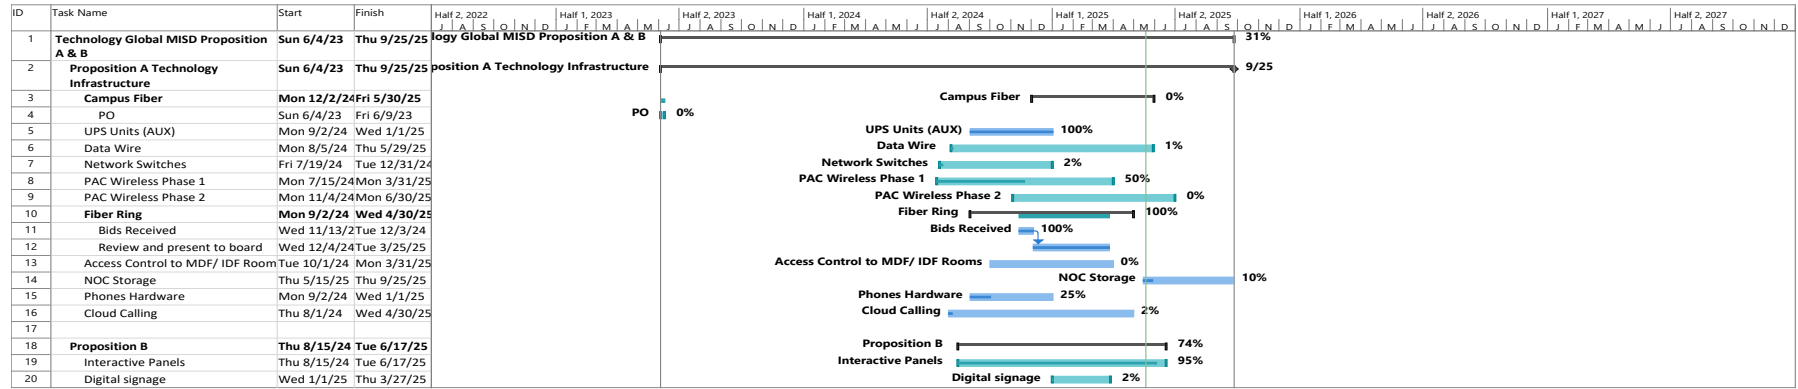 ID Task Name Start Finish Half 2, 2022 Half 1, 2023 Half 2, 2023 Half 1, 2024 Half 2, 2024 Half 1, 2025 Half 2, 2025 Half 1, 2026 Half 2, 2026 Half 1, 2027 Half 2, 2027
J A S O N D J F M A M J J A S O N D J F M A M J J A S O N D J F M A M J J A S O N D J F M A M J J A S O N D J F M A M J J A S O N D
1 Technology Global MISD Proposition Sun 6/4/23 Thu 9/25/25 logy Global MISD Proposition A & B 31%
A & B
2 Proposition A Technology Sun 6/4/23 Thu 9/25/25 position A Technology Infrastructure 9/25
Infrastructure
3 Campus Fiber Mon 12/2/24 Fri 5/30/25 Campus Fiber 0%
4 PO Sun 6/4/23 Fri 6/9/23 PO 0%
5 UPS Units (AUX) Mon 9/2/24 Wed 1/1/25 UPS Units (AUX) 100%
6 Data Wire Mon 8/5/24 Thu 5/29/25 Data Wire 1%
7 Network Switches Fri 7/19/24 Tue 12/31/24 Network Switches 2%
8 PAC Wireless Phase 1 Mon 7/15/24 Mon 3/31/25 PAC Wireless Phase 1 50%
9 PAC Wireless Phase 2 Mon 11/4/24 Mon 6/30/25 PAC Wireless Phase 2 0%
10 Fiber Ring Mon 9/2/24 Wed 4/30/25 Fiber Ring 100%
11 Bids Received Wed 11/13/2 Tue 12/3/24 Bids Received 100%
12 Review and present to board Wed 12/4/24 Tue 3/25/25
13 Access Control to MDF/ IDF Room Tue 10/1/24 Mon 3/31/25 Access Control to MDF/ IDF Rooms 0%
14 NOC Storage Thu 5/15/25 Thu 9/25/25 NOC Storage 10%
15 Phones Hardware Mon 9/2/24 Wed 1/1/25 Phones Hardware 25%
16 Cloud Calling Thu 8/1/24 Wed 4/30/25 Cloud Calling 2%
17
18 Proposition B Thu 8/15/24 Tue 6/17/25 Proposition B 74%
19 Interactive Panels Thu 8/15/24 Tue 6/17/25 Interactive Panels 95%
20 Digital signage Wed 1/1/25 Thu 3/27/25 Digital signage 2%